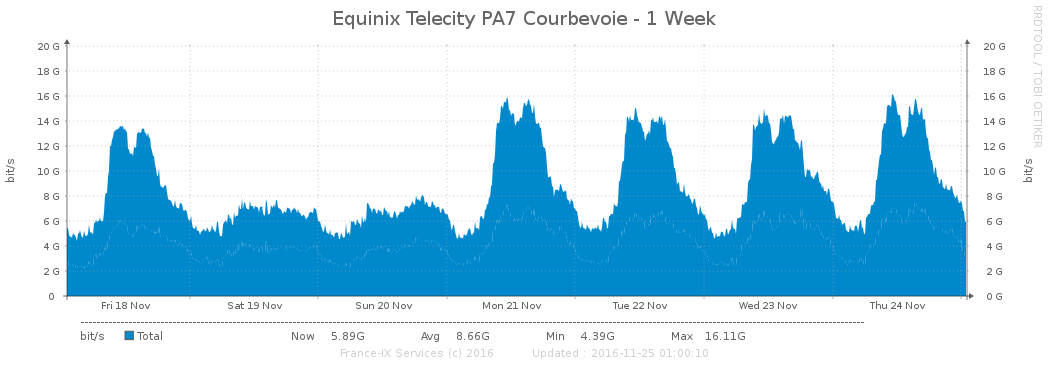 Equinix Telecity PA7 Courbevoie - 1 Week
RRDTOOL / TOBI OETIKER
20 G 20 G
18 G 18 G
16 G 16 G
14 G 14 G
12 G 12 G
10 G 10 G
8 G 8 G
6 G 6 G
4 G 4 G
2 G 2 G
0 0 G
bit/s bit/s
Fri 18 Nov Sat 19 Nov Sun 20 Nov Mon 21 Nov Tue 22 Nov Wed 23 Nov Thu 24 Nov
bit/s Total Now 5.89G Avg 8.66G Min 4.39G Max 16.11G
France-IX Services (c) 2016 Updated : 2016-11-25 01:00:10